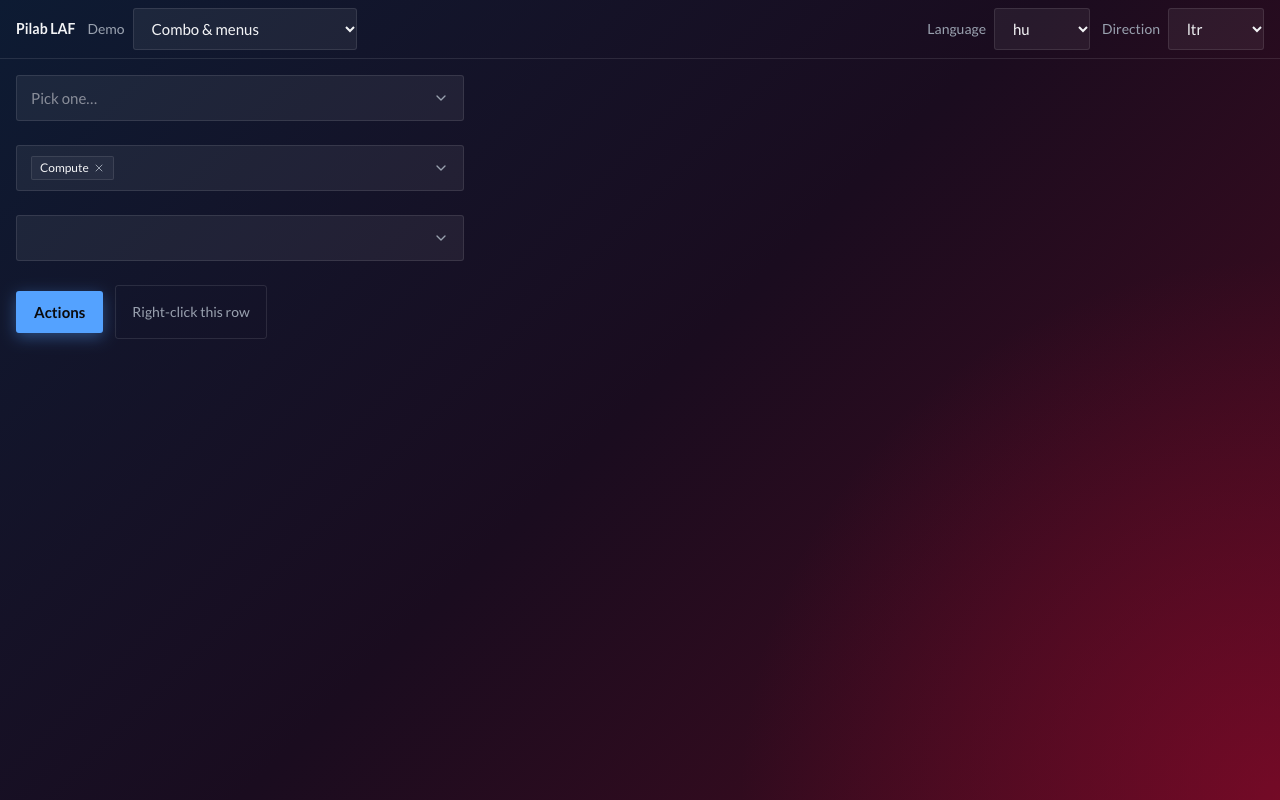 Pilab LAF Demo Combo & menus Language hu Direction ltr
Pick one...
Compute
Actions Right-click this row